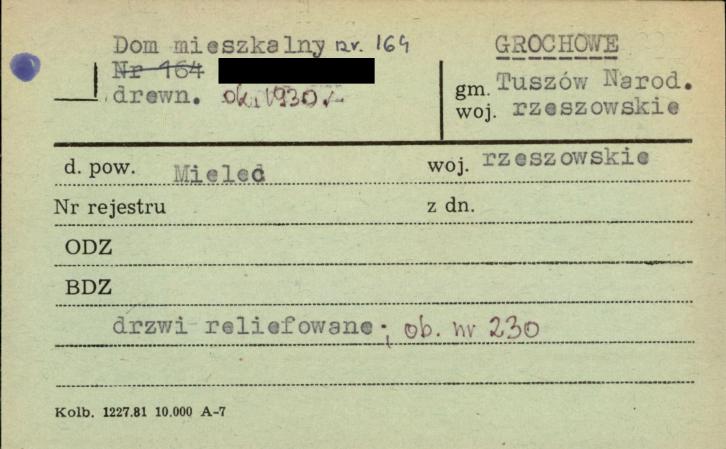 Dom mieszkalny nr. 164
GROCHOWE
Nr 164
drewn. ok. 1930 r.
gm. Tuszów Narod.
woj. rzeszowskie
d. pow. Mielec
woj. rzeszowskie
Nr rejestru
z dn.
ODZ
BDZ
drzwi reliefowane; ob. nr 230
Kolb. 1227.81 10.000 A-7